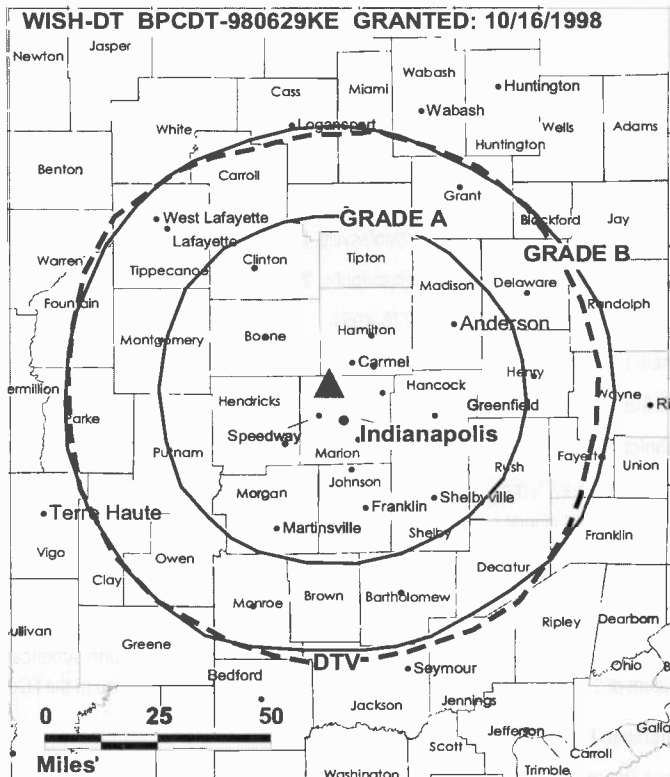 WISH-DT BPCDT-980629KE GRANTED: 10/16/1998
Newton
Jasper
Cass
Miami
Wabash
Huntington
Wabash
White
Logansport
Huntington
Wells
Adams
Benton
Carroll
Grant
West Lafayette
GRADE A
Blackford
Jay
Lafayette
Warren
Tippecanoe
Clinton
Tipton
GRADE B
Madison
Delaware
Fountain
Randolph
Montgomery
Boone
Hamilton
Anderson
Carmel
Henry
ermillion
Hendricks
Hancock
Wayne
Ri
Parke
Greenfield
Speedway
Indianapolis
Putnam
Marion
Rush
Fayette
Union
Johnson
Morgan
Shelbyville
Terre Haute
Franklin
Martinsville
Shelby
Franklin
Vigo
Owen
Decatur
Clay
Brown
Bartholomew
Monroe
Ripley
Dearborn
ullivan
Greene
DTV
Ohio
B
Bedford
Seymour
Jackson
Jennings
0 25 50
Jefferson
Gall
Scott
Carroll
Miles
Washington
Trimble